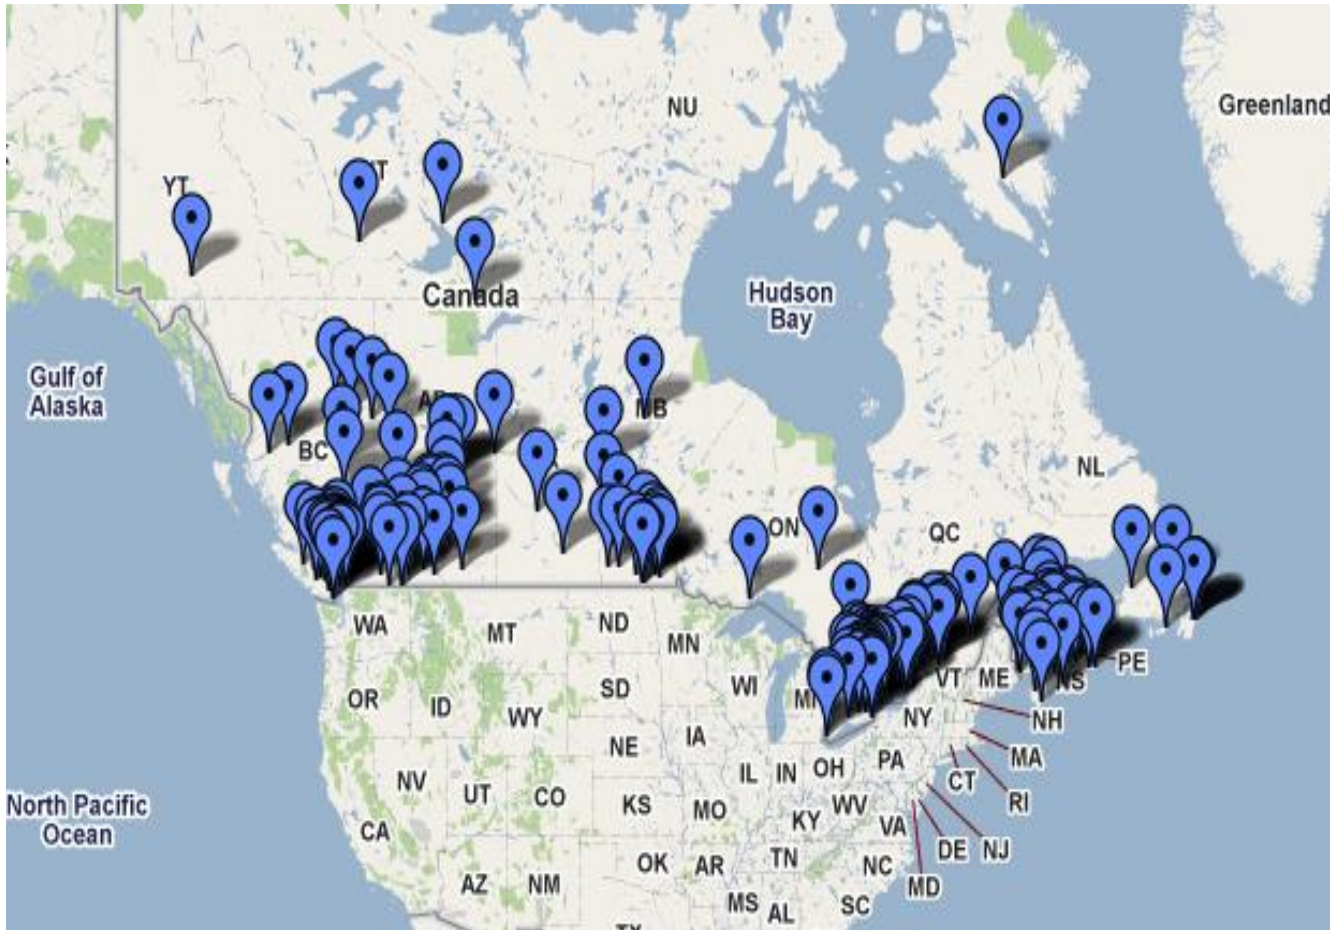 NU
Greenland
YT
Canada
Hudson
Bay
Gulf of
Alaska
MB
BC
NL
ON
QC
WA
MT
ND
MN
OR
ID
SD
WI
VT
ME
NS
PE
WY
NY
NH
NE
IA
PA
MA
NV
UT
CO
IL
IN
OH
CT
RI
North Pacific
Ocean
KS
MO
WV
KY
VA
CA
DE
NJ
OK
AR
TN
NC
MD
AZ
NM
MS
AL
SC
TX